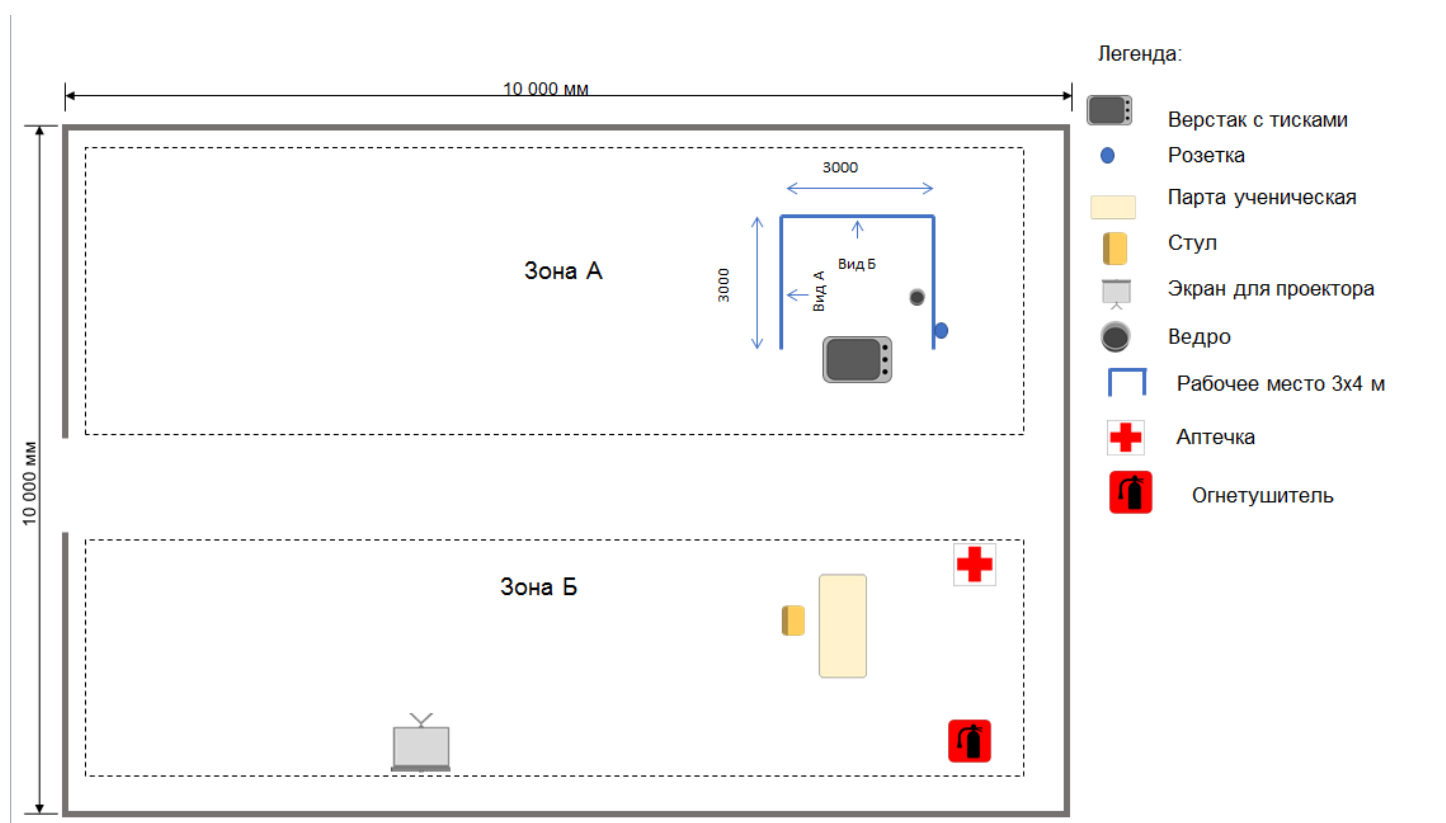 Легенда:
10 000 мм
Верстак с тисками
Розетка
3000
Парта ученическая
Стул
Зона А
Вид Б
3000
Вид А
Экран для проектора
Ведро
Рабочее место 3х4 м
Аптечка
10 000 мм
Огнетушитель
Зона Б